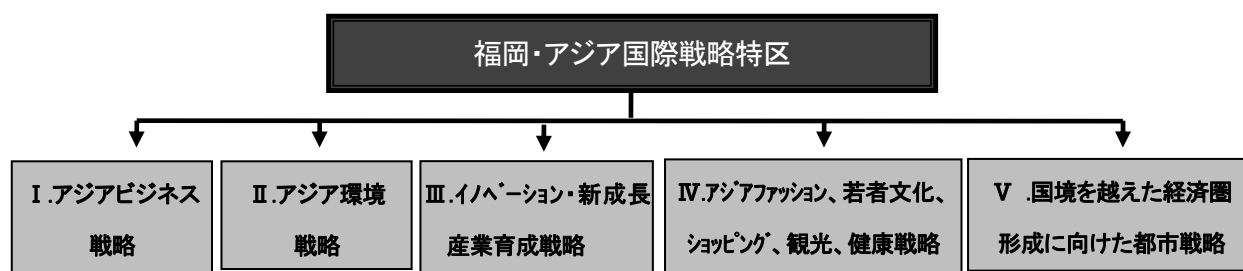 福岡・アジア国際戦略特区
Ⅰ.アジアビジネス
戦略
Ⅱ.アジア環境
戦略
Ⅲ.イノベーション・新成長
産業育成戦略
Ⅳ.アジアファッション、若者文化、
ショッピング、観光、健康戦略
Ⅴ .国境を越えた経済圏
形成に向けた都市戦略